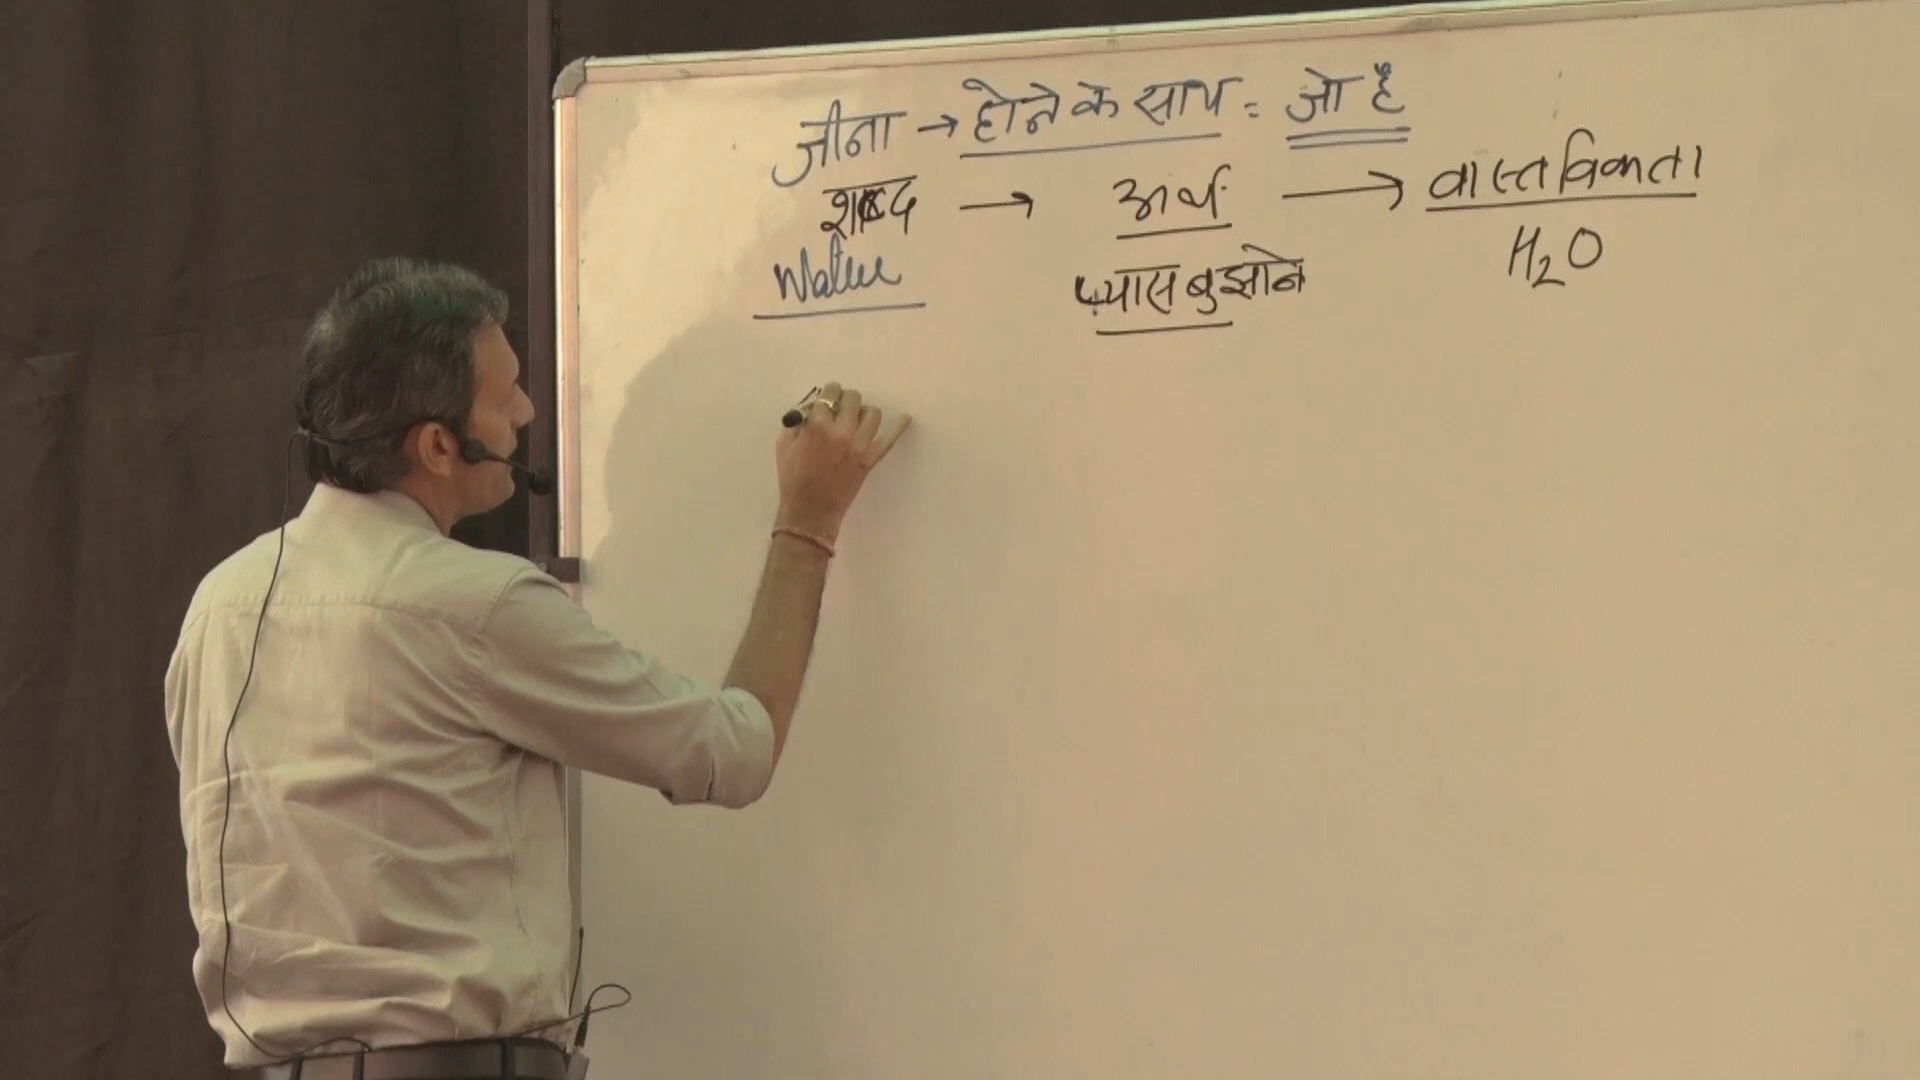 जीना → होने के साथ = जो है
शब्द → अर्थ → वास्तविकता
Water प्यास बुझाने H₂O